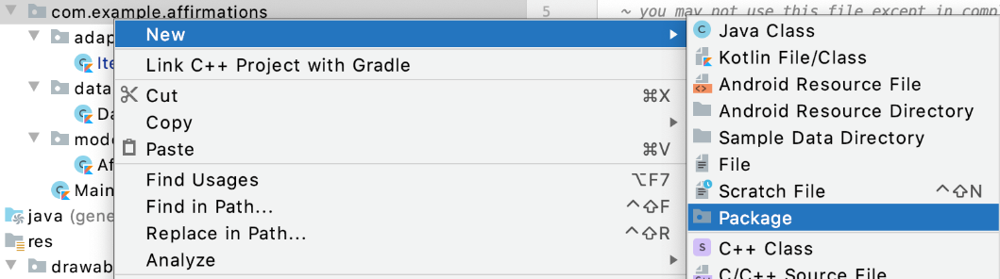 com.example.affirmations
5
~ you may not use this file except in comp
adap
Ite
data
Da
mode
Af
Main
java (gene
res
drawab
New
Link C++ Project with Gradle
Cut ⌘X
Copy
Paste ⌘V
Find Usages ⌥F7
Find in Path... ^⇧F
Replace in Path... ^⇧R
Analyze
Java Class
Kotlin File/Class
Android Resource File
Android Resource Directory
Sample Data Directory
File
Scratch File ^⇧N
Package
C++ Class
C/C++ Source File